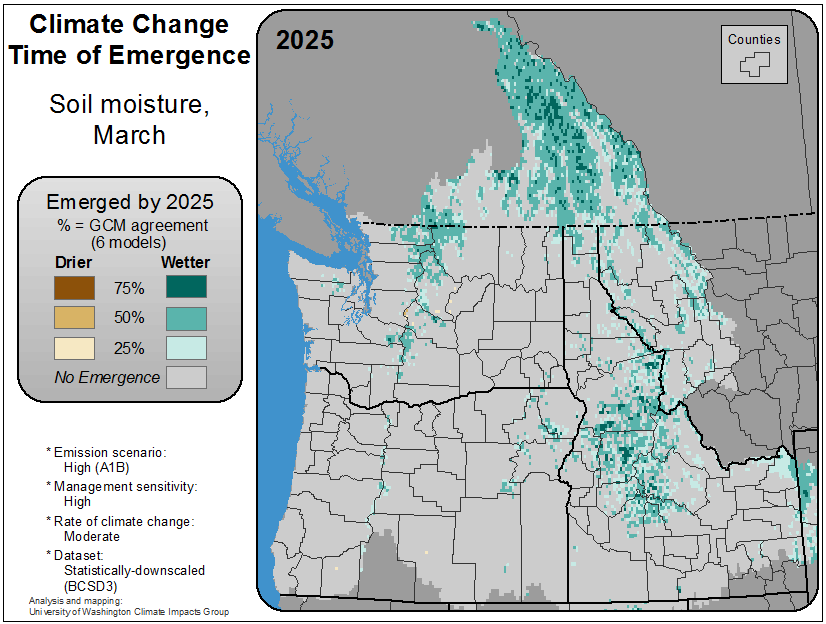 Climate Change
Time of Emergence
Soil moisture,
March
Emerged by 2025
% = GCM agreement
(6 models)
Drier Wetter
75%
50%
25%
No Emergence
* Emission scenario:
High (A1B)
* Management sensitivity:
High
* Rate of climate change:
Moderate
* Dataset:
Statistically-downscaled
(BCSD3)
Analysis and mapping:
University of Washington Climate Impacts Group
2025
Counties